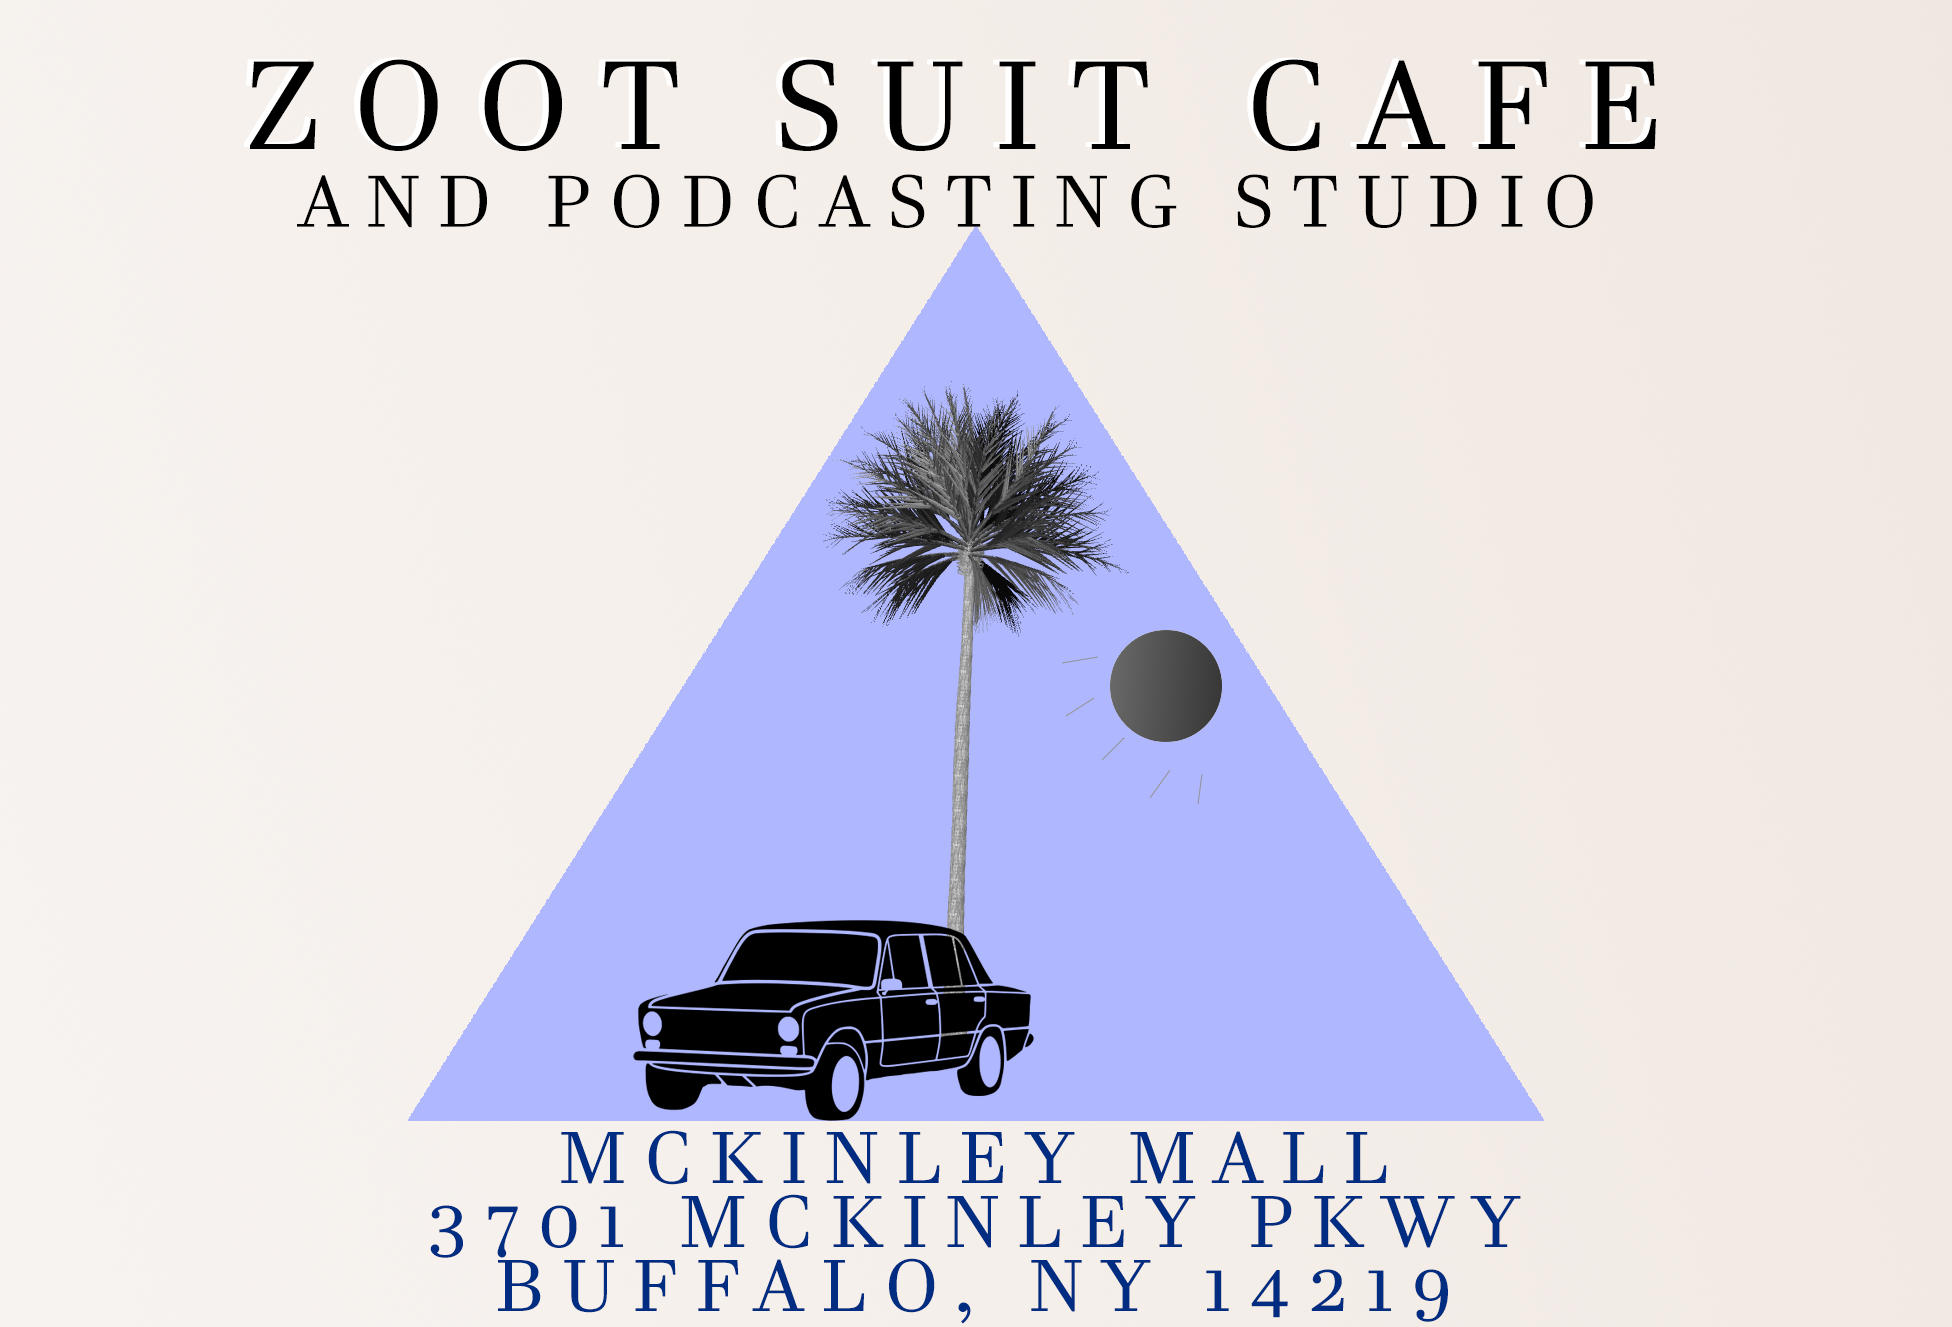 ZOOT SUIT CAFE
AND PODCASTING STUDIO
MCKINLEY MALL
3701 MCKINLEY PKWY
BUFFALO, NY 14219